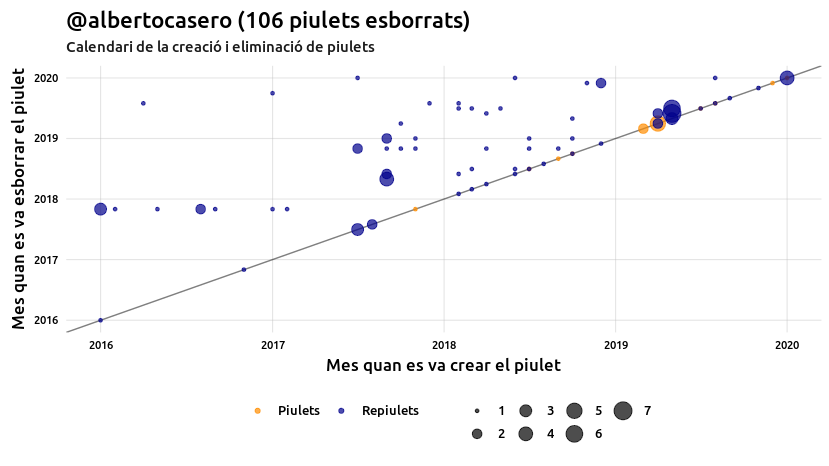 @albertocasero (106 piulets esborrats)
Calendari de la creació i eliminació de piulets
Mes quan es va esborrar el piulet
2020
2019
2018
2017
2016
2016 2017 2018 2019 2020
Mes quan es va crear el piulet
Piulets Repiulets 1 3 5 7
2 4 6